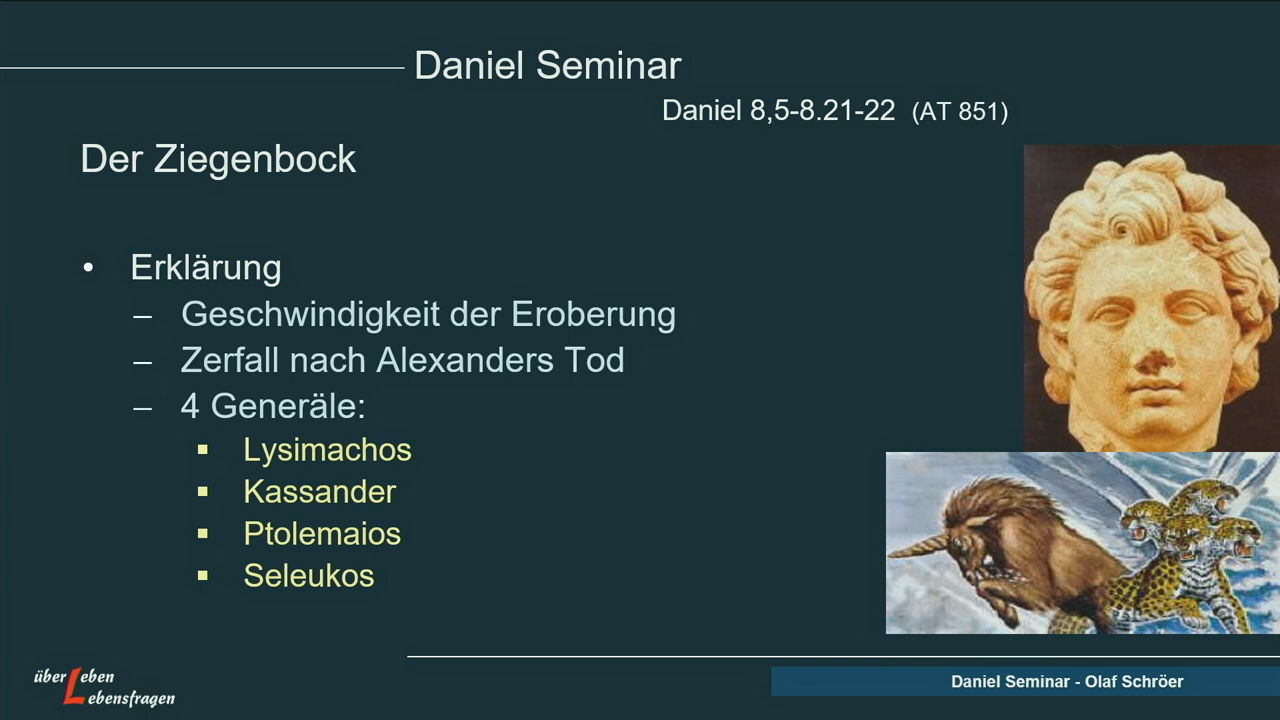 Daniel Seminar
Daniel 8,5-8.21-22 (AT 851)
Der Ziegenbock
• Erklärung
– Geschwindigkeit der Eroberung
– Zerfall nach Alexanders Tod
– 4 Generäle:
▪ Lysimachos
▪ Kassander
▪ Ptolemaios
▪ Seleukos
über Leben
Lebensfragen
Daniel Seminar - Olaf Schröer